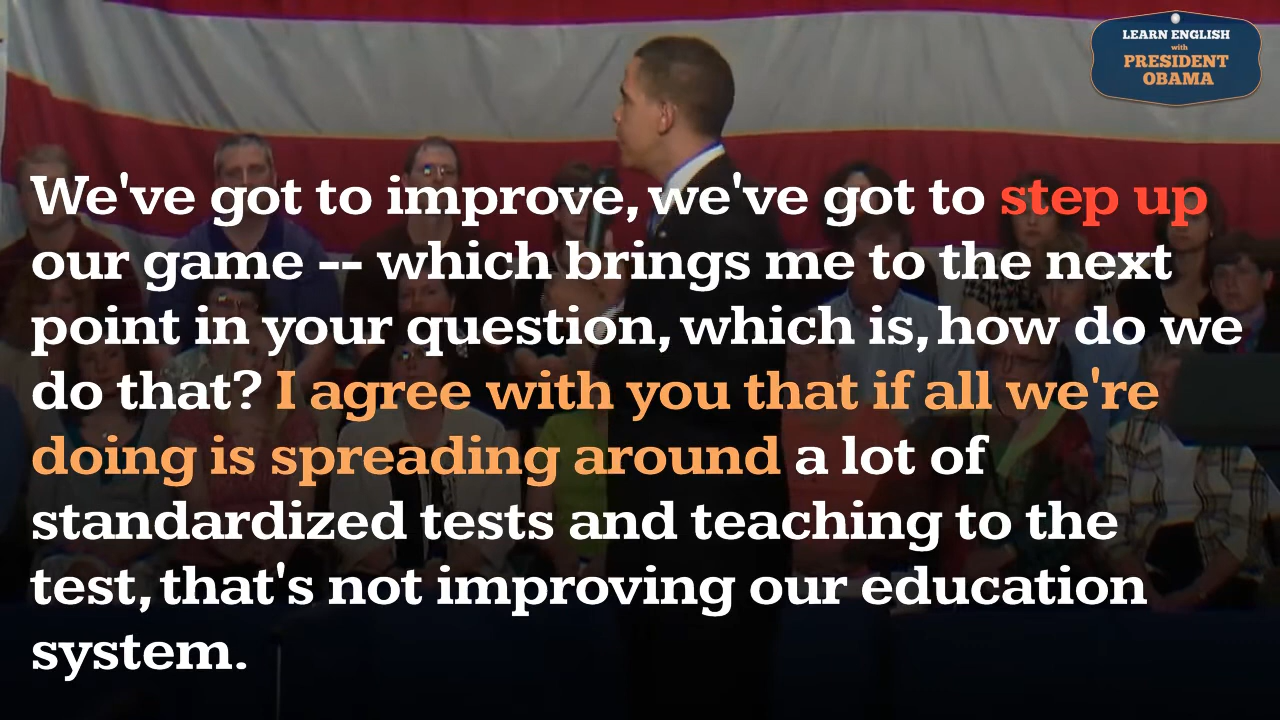 LEARN ENGLISH
with
PRESIDENT
OBAMA
We've got to improve, we've got to step up
our game -- which brings me to the next
point in your question, which is, how do we
do that? I agree with you that if all we're
doing is spreading around a lot of
standardized tests and teaching to the
test, that's not improving our education
system.